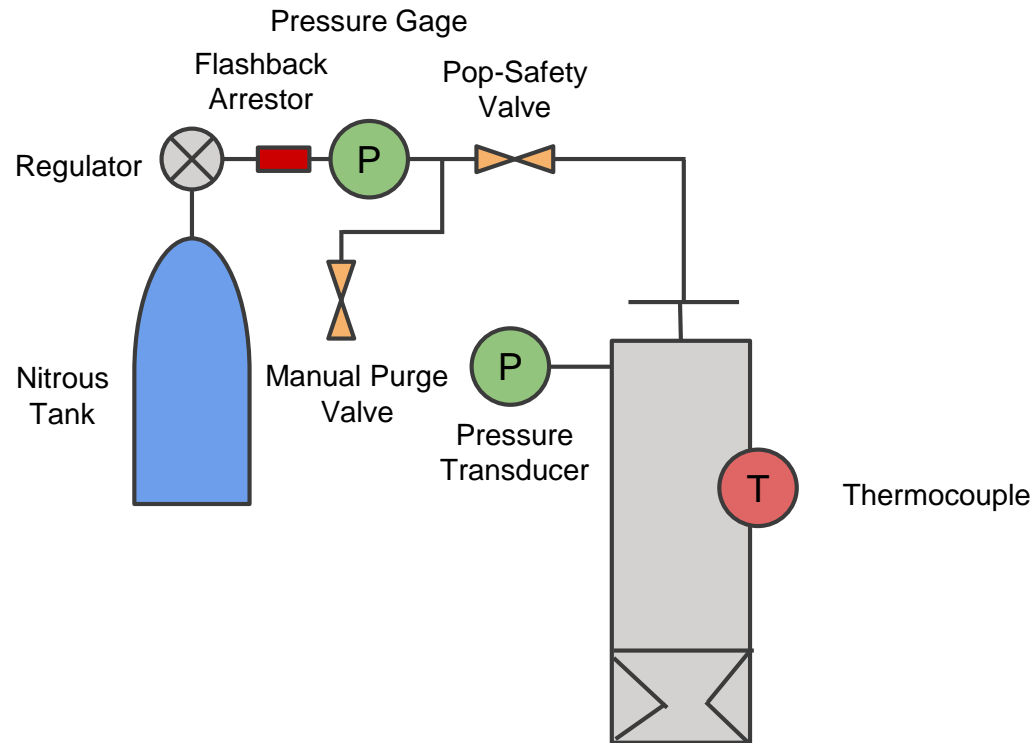 Pressure Gage
Flashback
Arrestor
Pop-Safety
Valve
Regulator
P
Nitrous
Tank
Manual Purge
Valve
P
Pressure
Transducer
T
Thermocouple